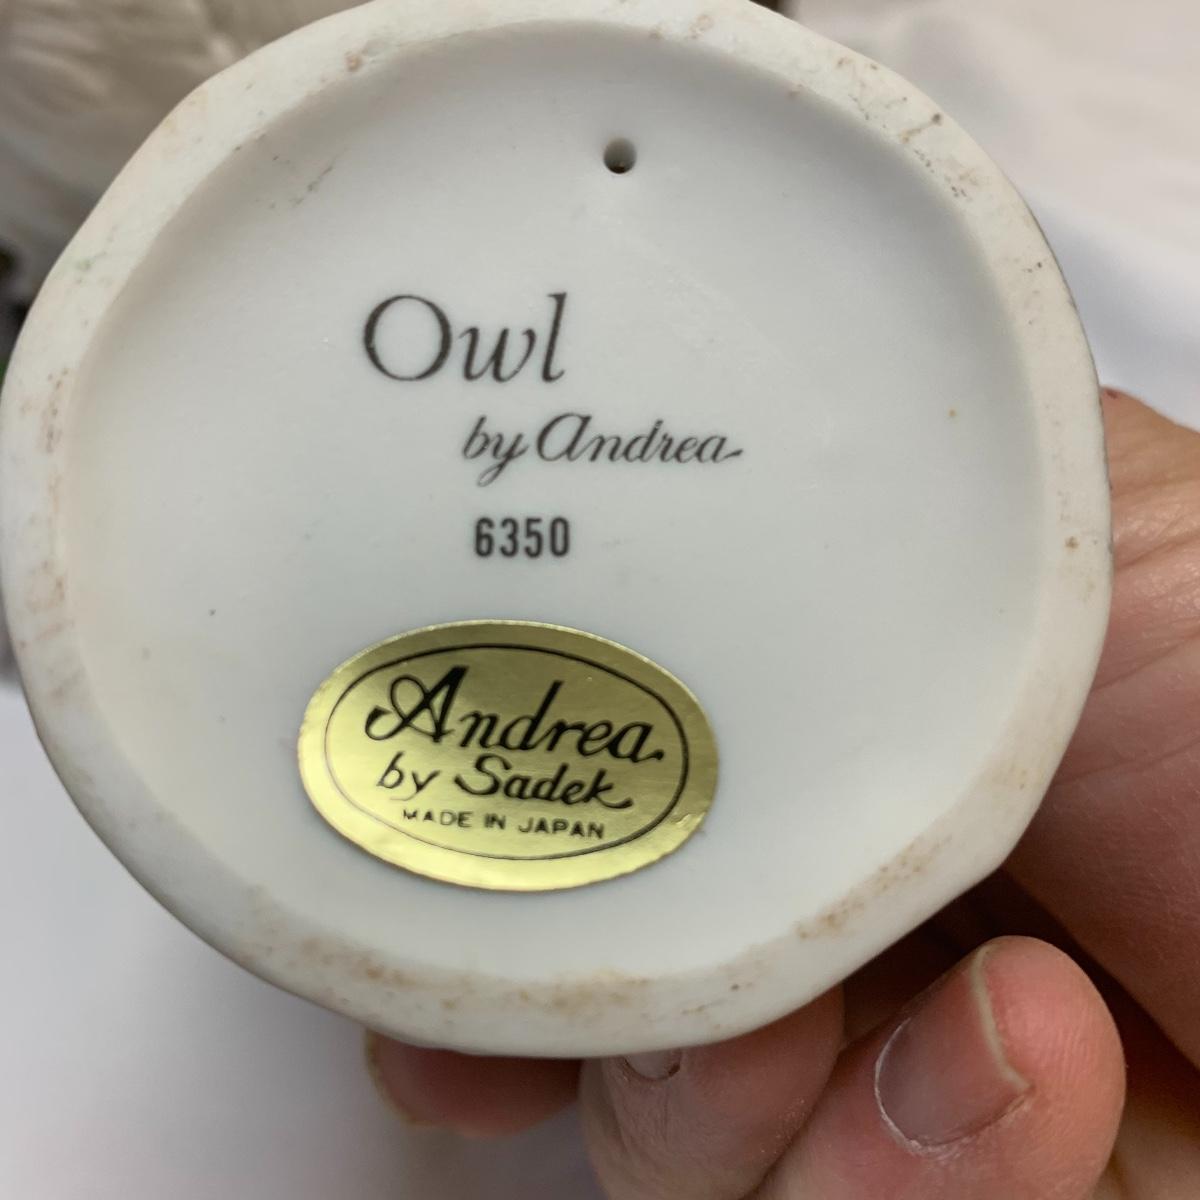 Owl
by Andrea
6350
Andrea
by Sadek
MADE IN JAPAN